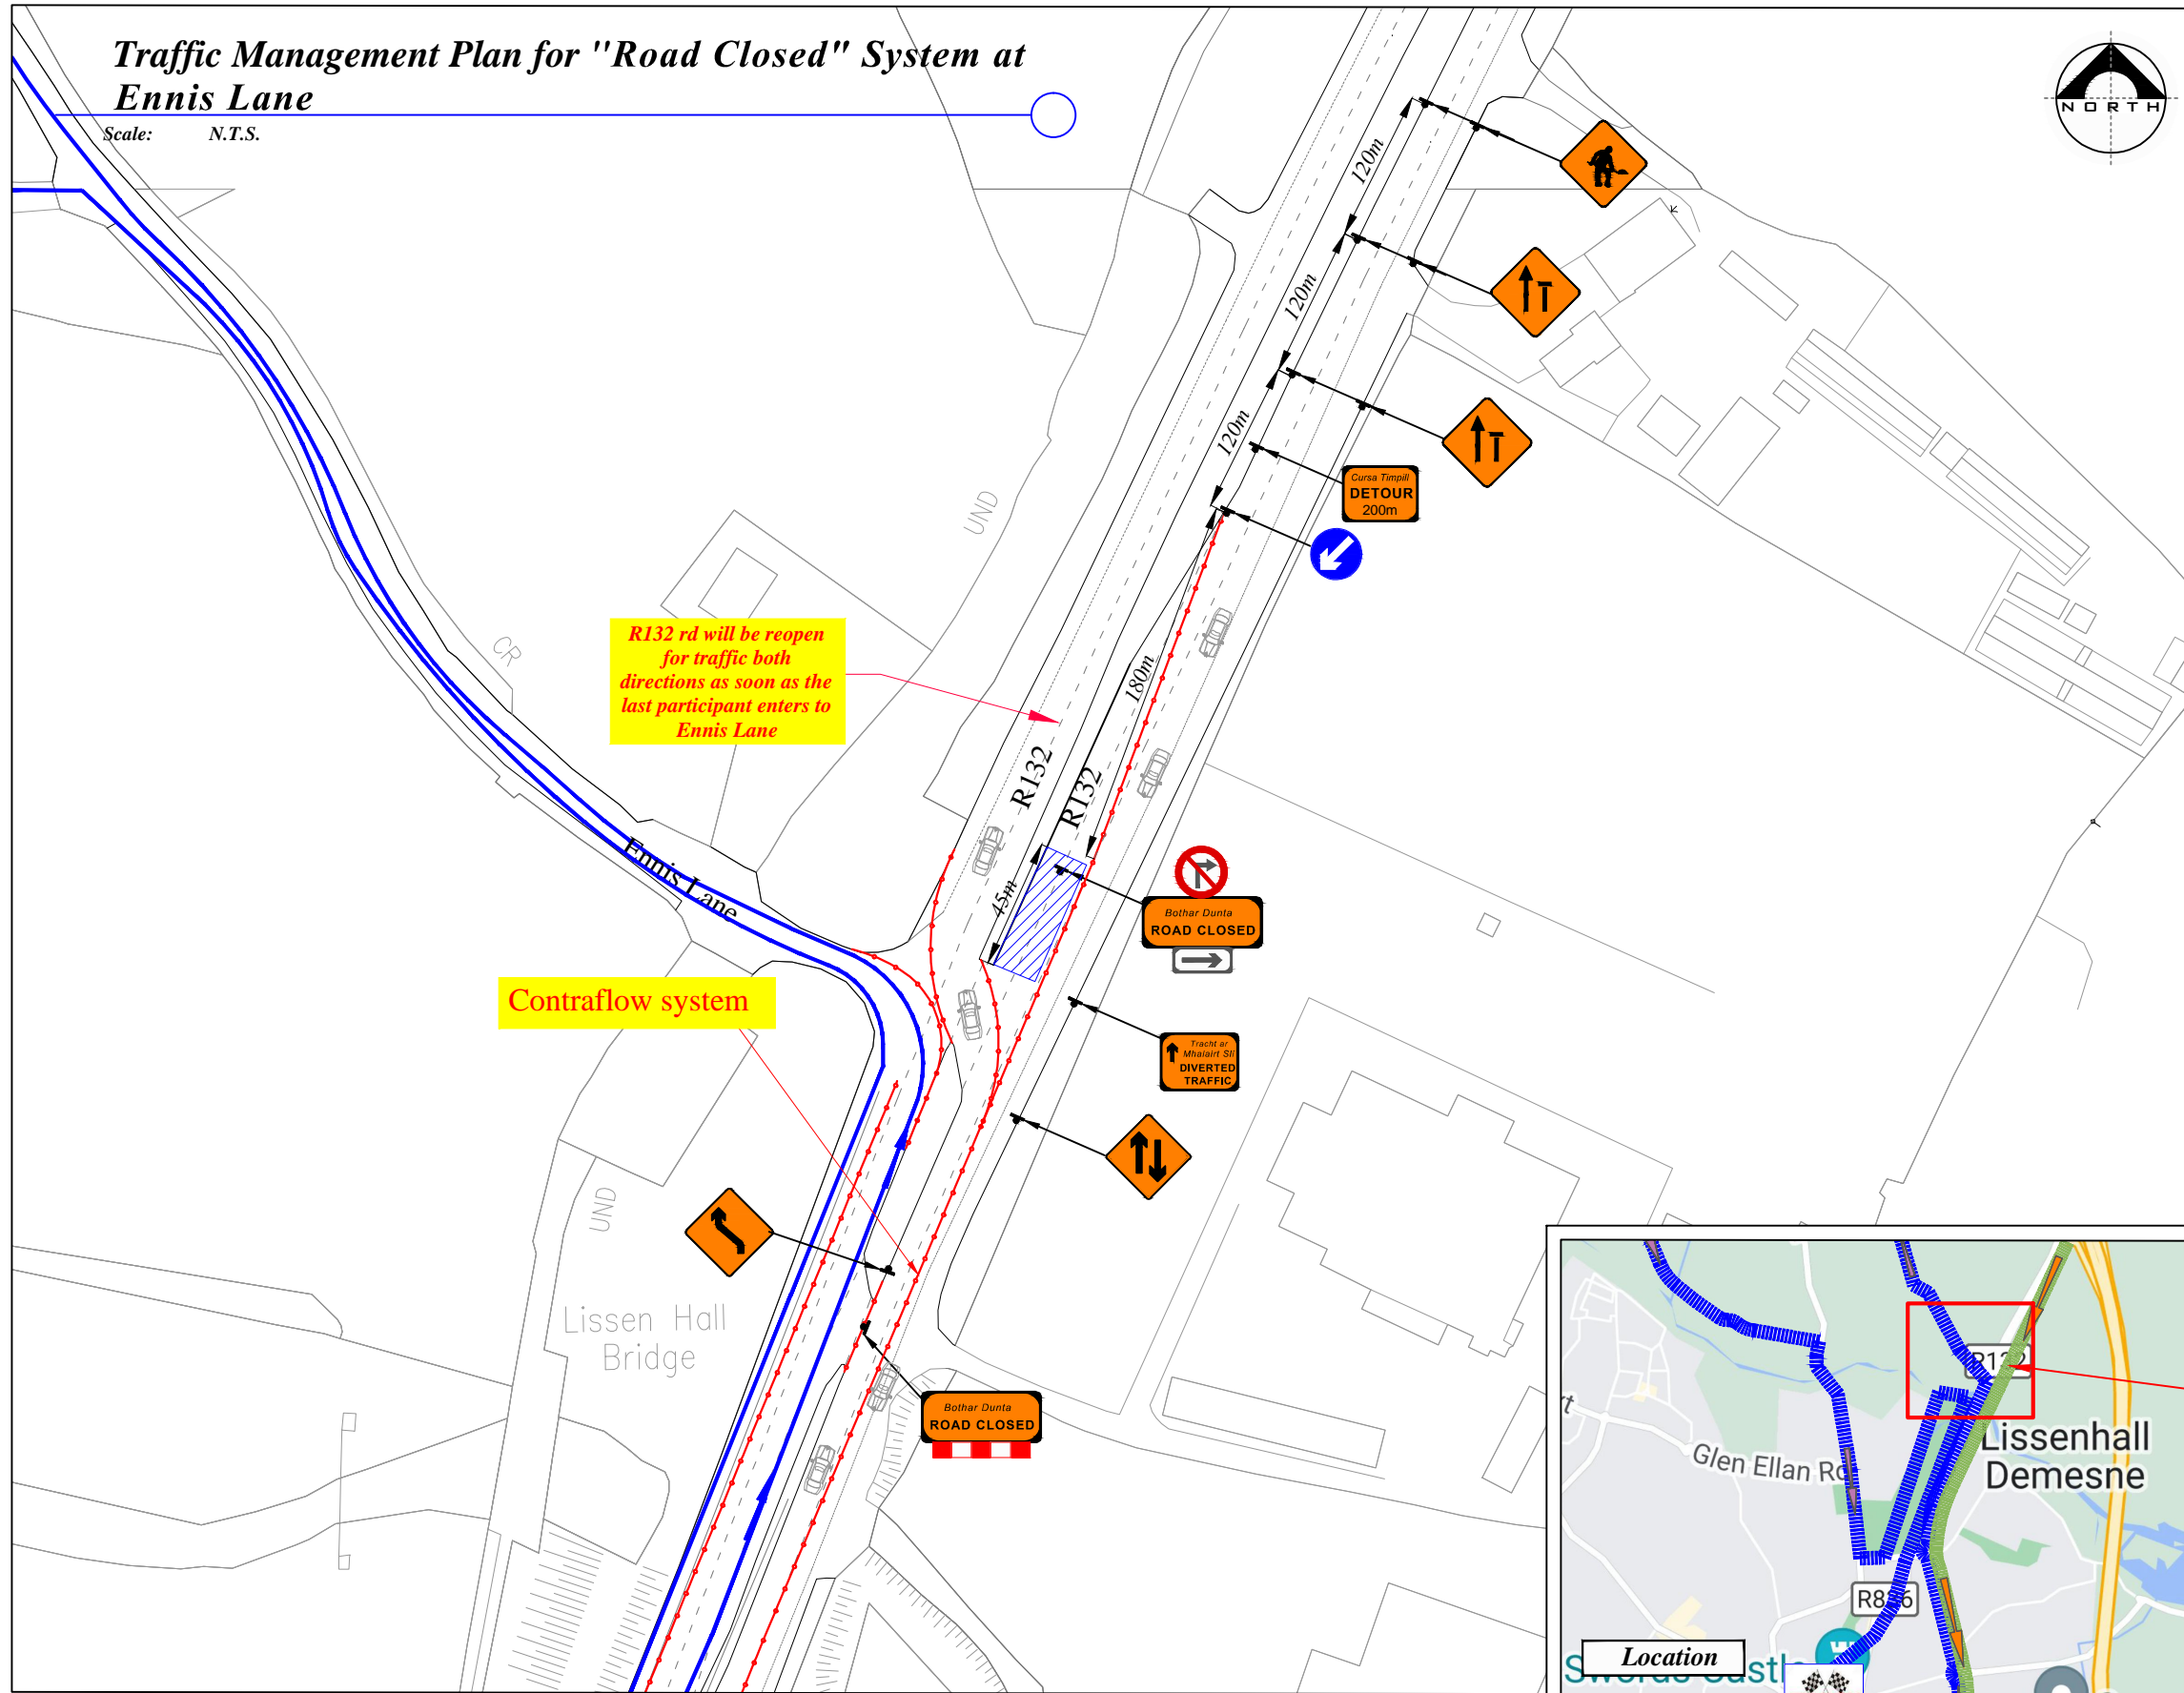 Traffic Management Plan for "Road Closed" System at
Ennis Lane
Scale: N.T.S.
NORTH
120m
120m
120m
Cursa Timpill
DETOUR
200m
UND
CR
R132 rd will be reopen
for traffic both
directions as soon as the
last participant enters to
Ennis Lane
180m
R132
R132
45m
Ennis Lane
Bothar Dunta
ROAD CLOSED
Contraflow system
Tracht ar
Mhalairt Slí
DIVERTED
TRAFFIC
UND
Lissen Hall
Bridge
Bothar Dunta
ROAD CLOSED
R132
Lissenhall
Demesne
Glen Ellan Rd
R836
Location
Swords Castle